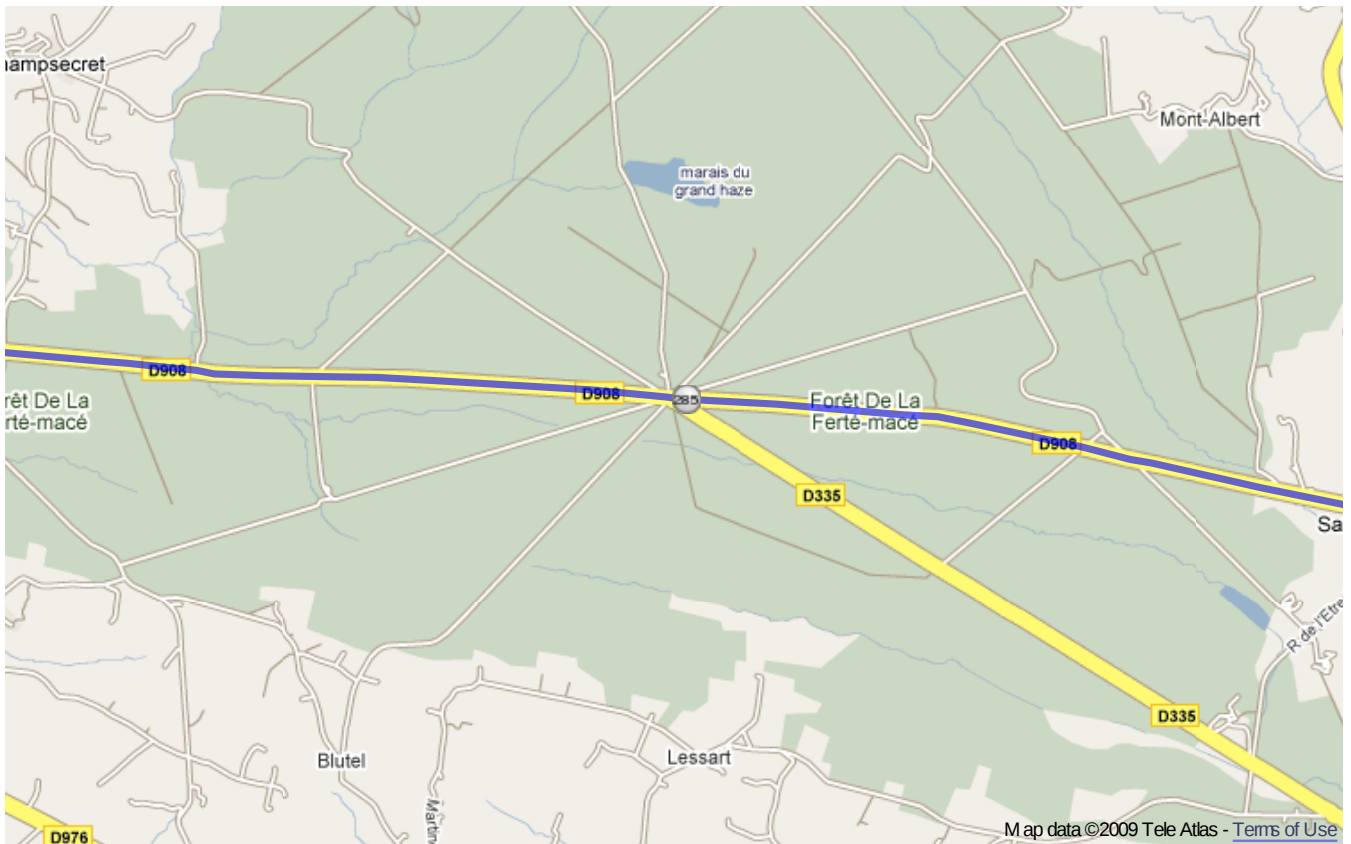 hampsecret
Mont-Albert
marais du
grand haze
D908
D908
285
rêt De La
rté-macé
Forêt De La
Ferté-macé
D908
D335
Sa
R de l'Etre
D335
Blutel
Lessart
Martin
D976
Map data ©2009 Tele Atlas - Terms of Use